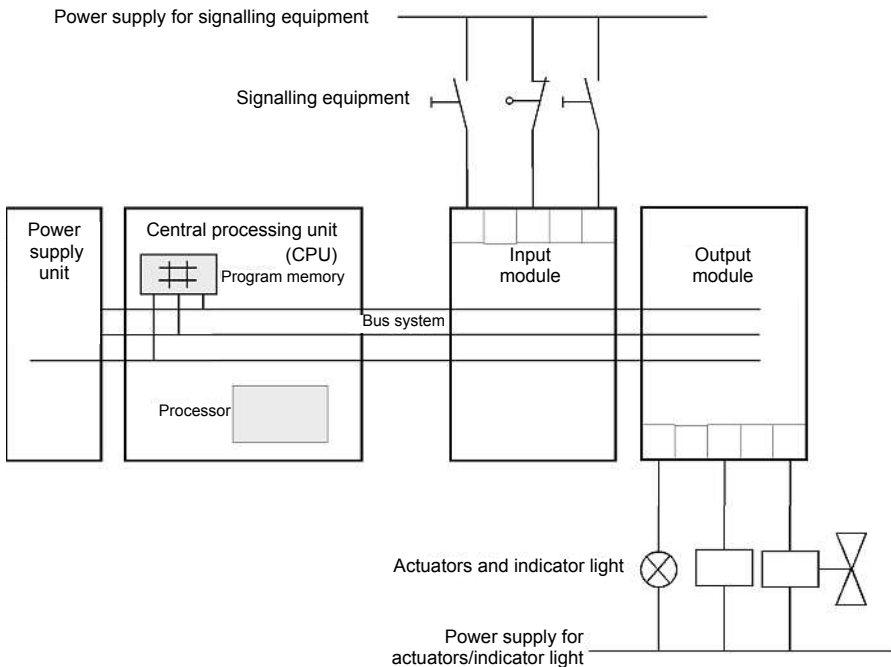 Power supply for signalling equipment
Signalling equipment
Power
supply
unit
Central processing unit
(CPU)
Program memory
Input
module
Output
module
Bus system
Processor
Actuators and indicator light
Power supply for
actuators/indicator light